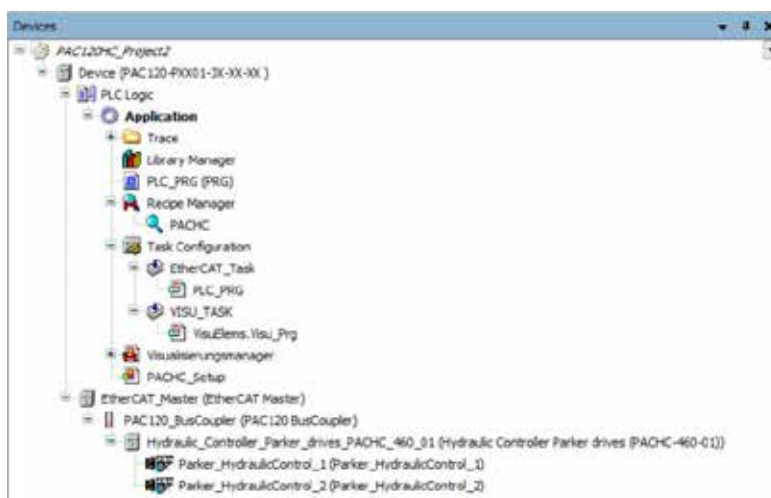 Devices
PAC120HC_Project2
Device (PAC120-PXX01-3X-XX-XX )
PLC Logic
Application
Trace
Library Manager
PLC_PRG (PRG)
Recipe Manager
PACHC
Task Configuration
EtherCAT_Task
PLC_PRG
VISU_TASK
VisuElems.Visu_Prg
Visualisierungsmanager
PACHC_Setup
EtherCAT_Master (EtherCAT Master)
PAC120_BusCoupler (PAC120 BusCoupler)
Hydraulic_Controller_Parker_drives_PACHC_460_01 (Hydraulic Controller Parker drives (PACHC-460-01))
Parker_HydraulicControl_1 (Parker_HydraulicControl_1)
Parker_HydraulicControl_2 (Parker_HydraulicControl_2)